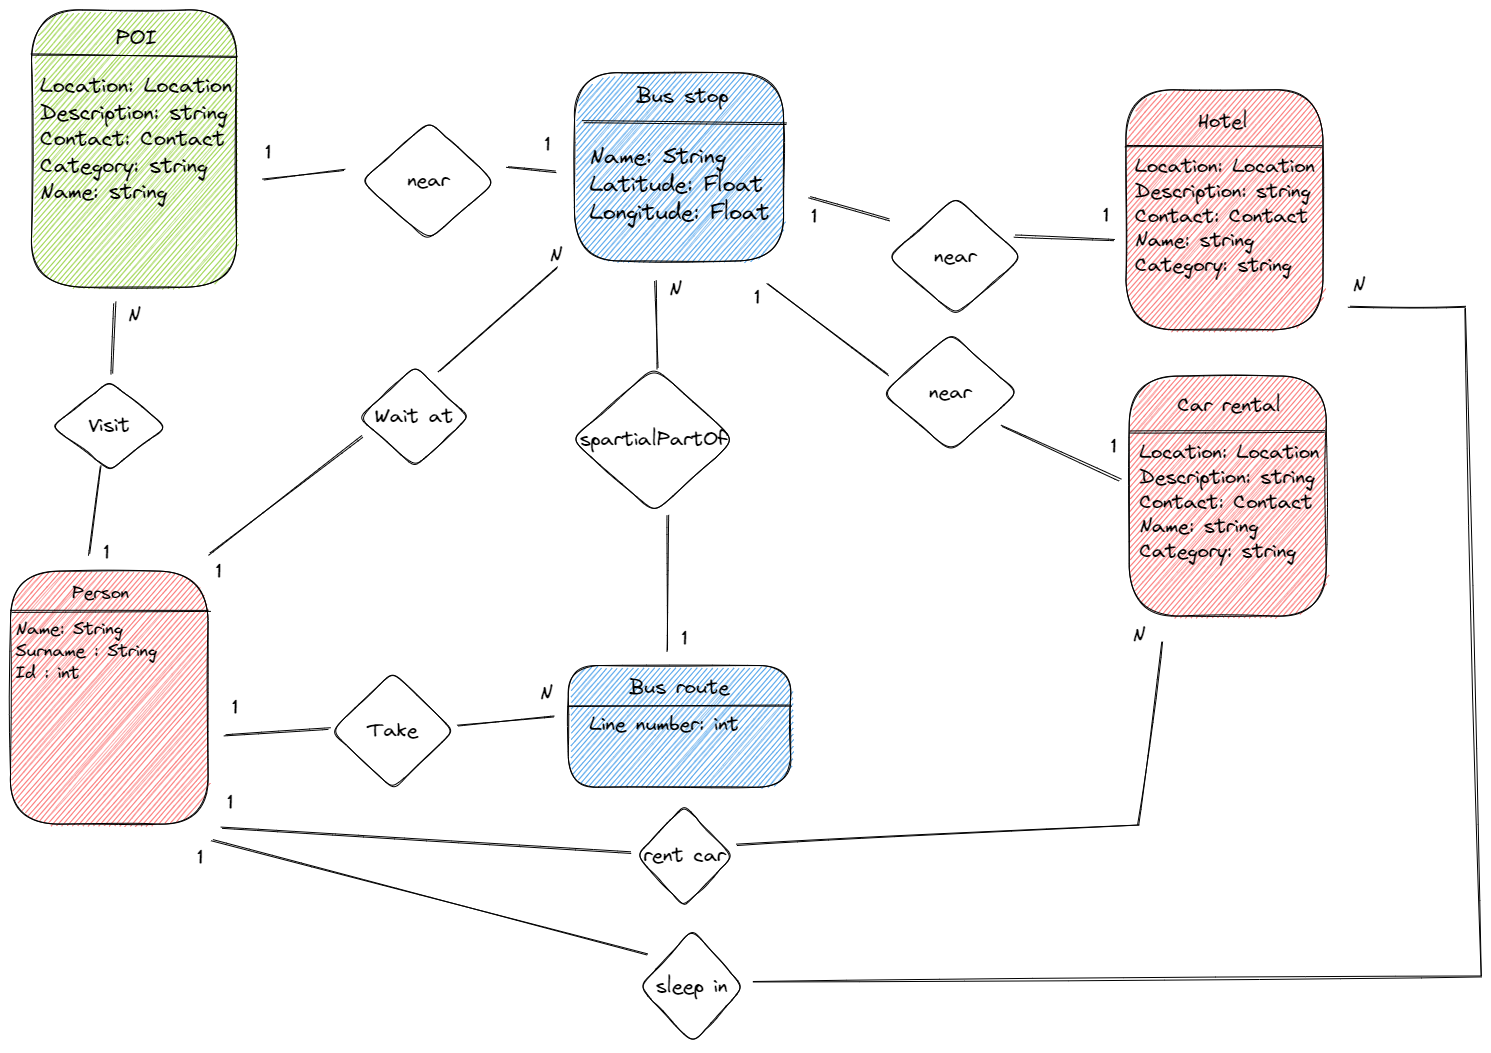 POI
Location: Location
Description: string
Contact: Contact
Category: string
Name: string
1
near
1
Bus stop
Name: String
Latitude: Float
Longitude: Float
1
near
1
Hotel
Location: Location
Description: string
Contact: Contact
Name: string
Category: string
N
N
Visit
1
N
Wait at
1
N
spartialPartOf
1
1
near
1
Car rental
Location: Location
Description: string
Contact: Contact
Name: string
Category: string
N
Person
Name: String
Surname : String
Id : int
1
Take
N
Bus route
Line number: int
1
rent car
1
sleep in